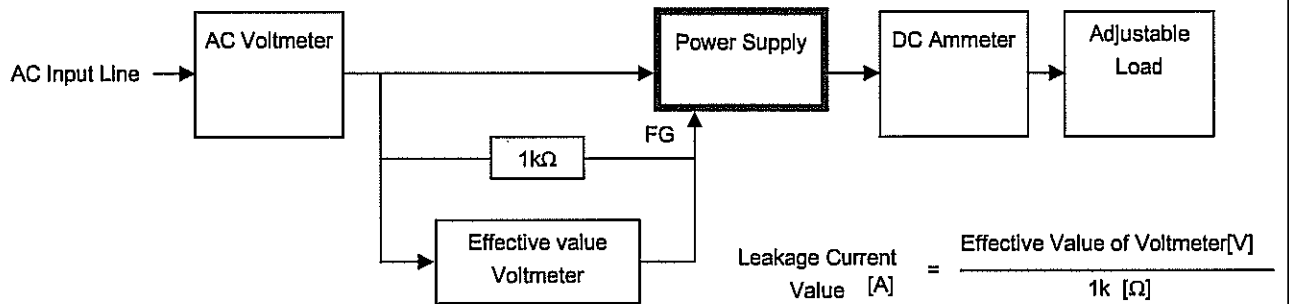 AC Input Line
AC Voltmeter
Power Supply
DC Ammeter
Adjustable
Load
FG
1kΩ
Effective value
Voltmeter
Leakage Current
Value [A]
=
Effective Value of Voltmeter[V]
1k [Ω]